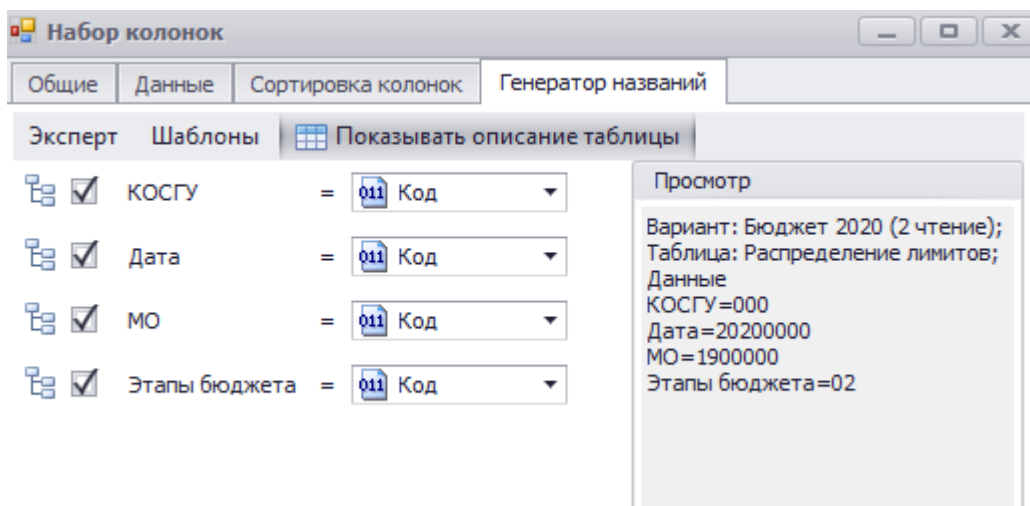 Набор колонок
Общие Данные Сортировка колонок Генератор названий
Эксперт Шаблоны Показывать описание таблицы
КОСГУ = 011 Код
Дата = 011 Код
МО = 011 Код
Этапы бюджета = 011 Код
Просмотр
Вариант: Бюджет 2020 (2 чтение);
Таблица: Распределение лимитов;
Данные
КОСГУ=000
Дата=20200000
МО=1900000
Этапы бюджета=02